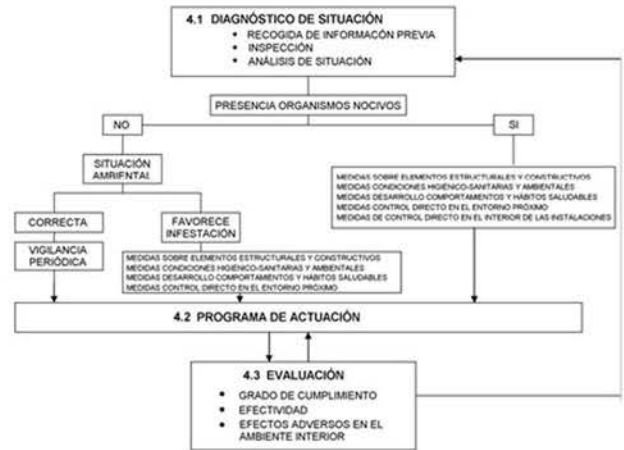 4.1 DIAGNÓSTICO DE SITUACIÓN
• RECOGIDA DE INFORMACÓN PREVIA
• INSPECCIÓN
• ANÁLISIS DE SITUACIÓN
PRESENCIA ORGANISMOS NOCIVOS
NO
SI
SITUACIÓN
AMBIENTAL
MEDIDAS SOBRE ELEMENTOS ESTRUCTURALES Y CONSTRUCTIVOS
MEDIDAS CONDICIONES HIGIÉNICO-SANITARIAS Y AMBIENTALES
MEDIDAS DESARROLLO COMPORTAMIENTOS Y HÁBITOS SALUDABLES
MEDIDAS CONTROL DIRECTO EN EL ENTORNO PRÓXIMO
MEDIDAS DE CONTROL DIRECTO EN EL INTERIOR DE LAS INSTALACIONES
CORRECTA
FAVORECE
INFESTACIÓN
VIGILANCIA
PERIÓDICA
MEDIDAS SOBRE ELEMENTOS ESTRUCTURALES Y CONSTRUCTIVOS
MEDIDAS CONDICIONES HIGIÉNICO-SANITARIAS Y AMBIENTALES
MEDIDAS DESARROLLO COMPORTAMIENTOS Y HÁBITOS SALUDABLES
MEDIDAS CONTROL DIRECTO EN EL ENTORNO PRÓXIMO
4.2 PROGRAMA DE ACTUACIÓN
4.3 EVALUACIÓN
• GRADO DE CUMPLIMIENTO
• EFECTIVIDAD
• EFECTOS ADVERSOS EN EL
AMBIENTE INTERIOR